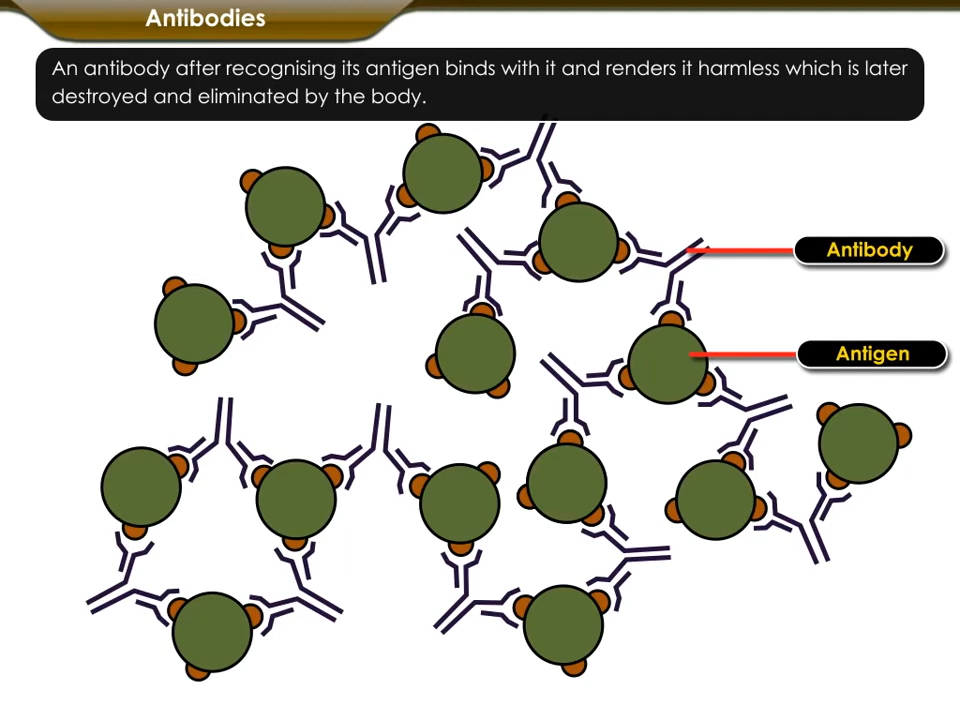 Antibodies
An antibody after recognising its antigen binds with it and renders it harmless which is later
destroyed and eliminated by the body.
Antibody
Antigen